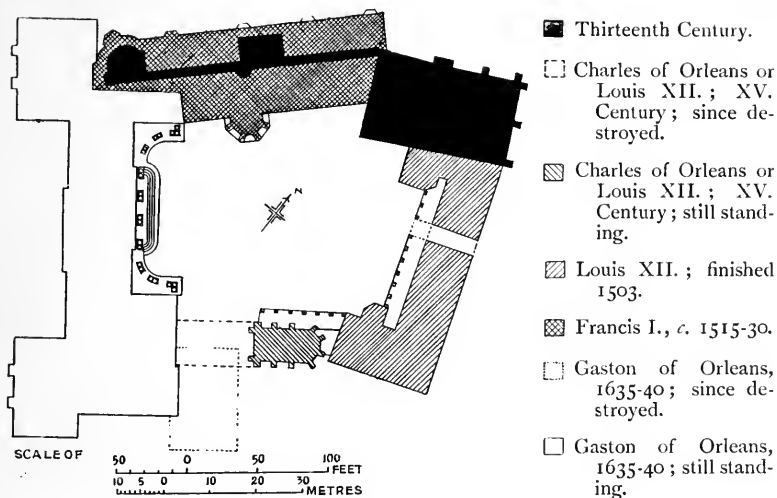 Thirteenth Century.
Charles of Orleans or
Louis XII. ; XV.
Century ; since de-
stroyed.
Charles of Orleans or
Louis XII. ; XV.
Century ; still stand-
ing.
Louis XII. ; finished
1503.
Francis I., c. 1515-30.
Gaston of Orleans,
1635-40 ; since de-
stroyed.
Gaston of Orleans,
1635-40 ; still stand-
ing.
N
SCALE OF
50 0 50 100
FEET
10 5 0 10 20 30
METRES